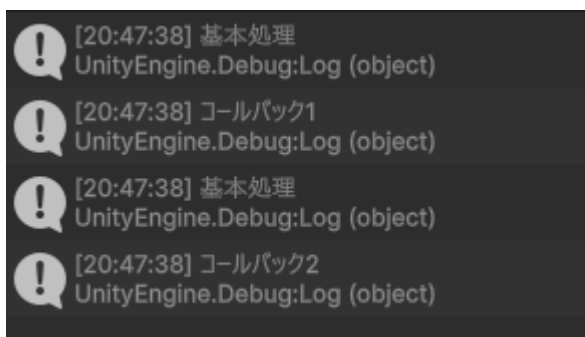 [20:47:38] 基本処理
UnityEngine.Debug:Log (object)
[20:47:38] コールパック1
UnityEngine.Debug:Log (object)
[20:47:38] 基本処理
UnityEngine.Debug:Log (object)
[20:47:38] コールパック2
UnityEngine.Debug:Log (object)